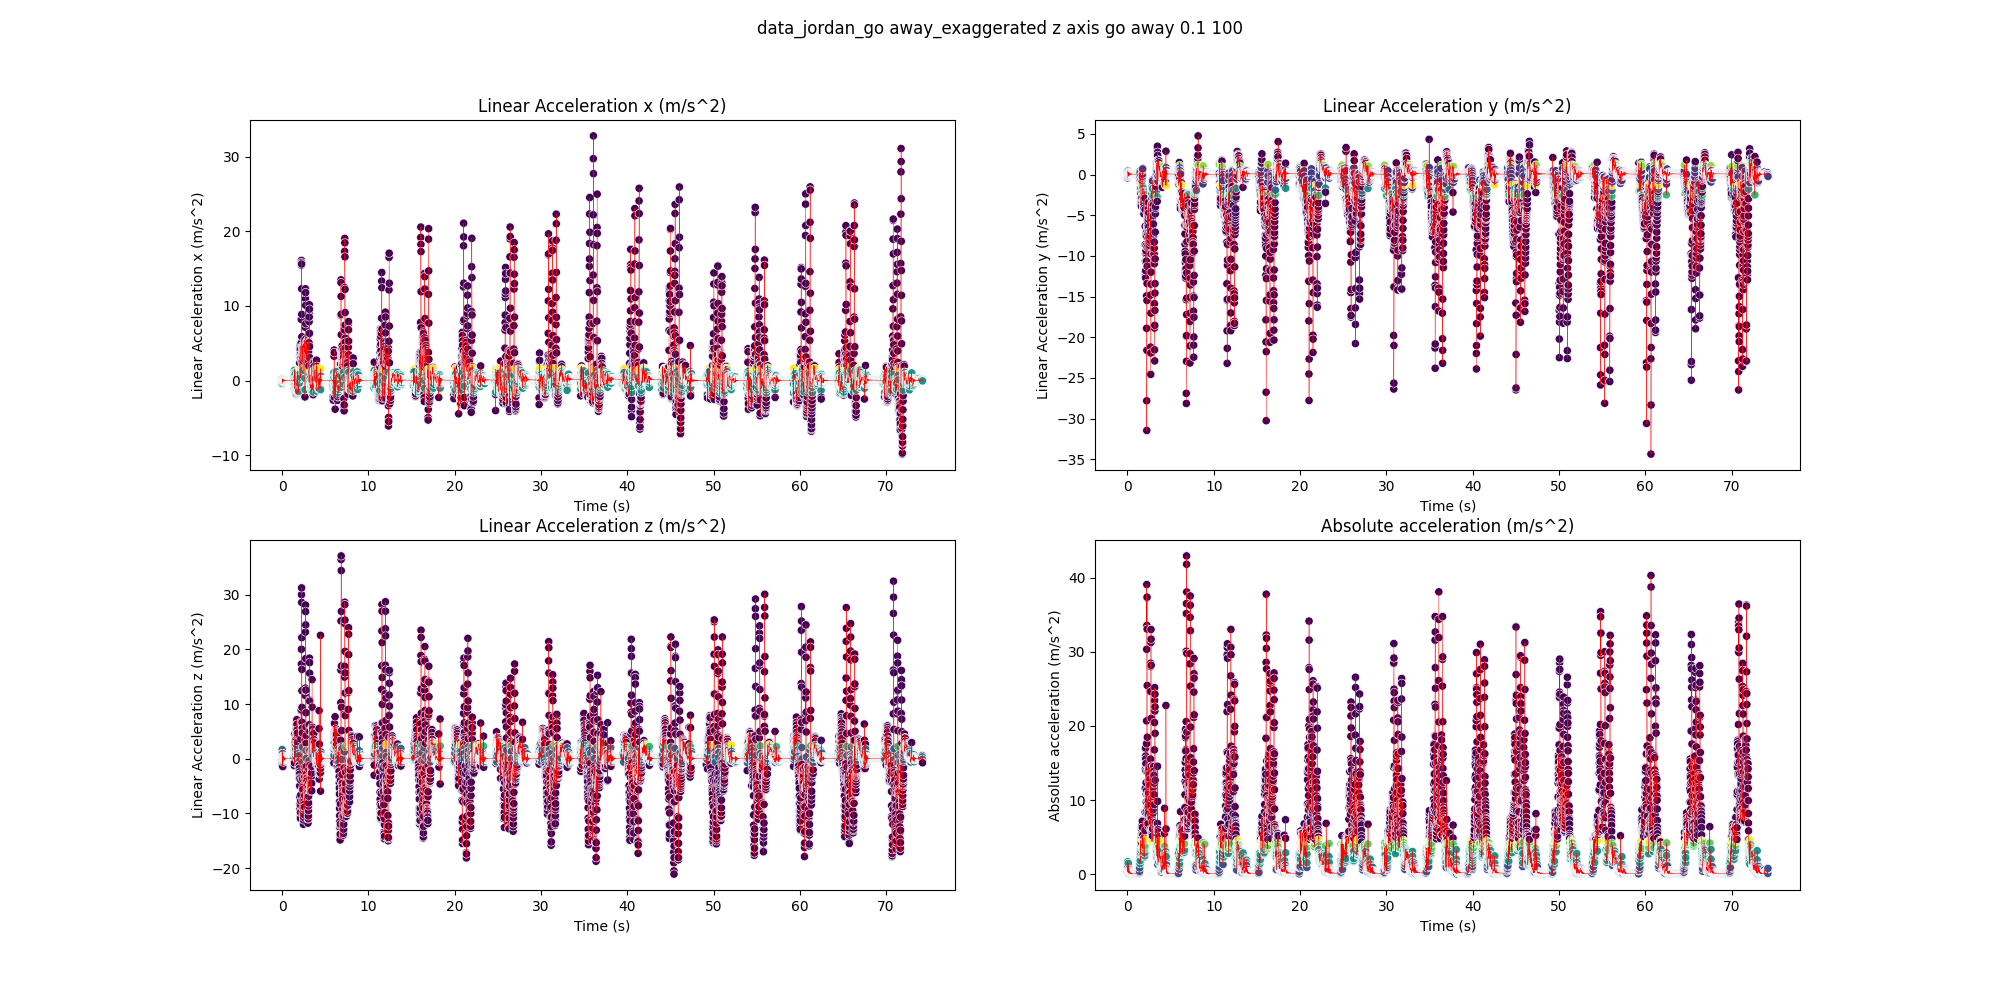 data_jordan_go away_exaggerated z axis go away 0.1 100
Linear Acceleration x (m/s^2)
Linear Acceleration x (m/s^2)
30
20
10
0
−10
0 10 20 30 40 50 60 70
Time (s)
Linear Acceleration y (m/s^2)
Linear Acceleration y (m/s^2)
5
0
−5
−10
−15
−20
−25
−30
−35
0 10 20 30 40 50 60 70
Time (s)
Linear Acceleration z (m/s^2)
Linear Acceleration z (m/s^2)
30
20
10
0
−10
−20
0 10 20 30 40 50 60 70
Time (s)
Absolute acceleration (m/s^2)
Absolute acceleration (m/s^2)
40
30
20
10
0
0 10 20 30 40 50 60 70
Time (s)